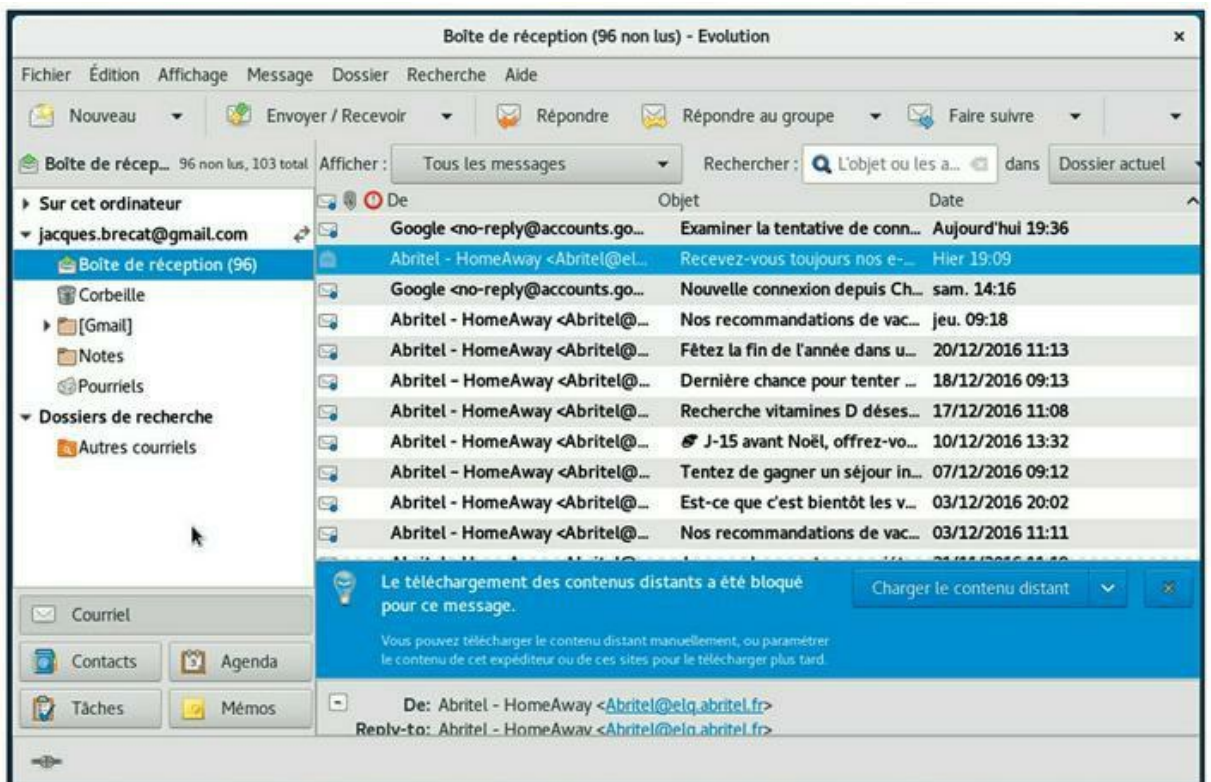 Boîte de réception (96 non lus) - Evolution
Fichier Édition Affichage Message Dossier Recherche Aide
Nouveau Envoyer / Recevoir Répondre Répondre au groupe Faire suivre
Boîte de récep... 96 non lus, 103 total Afficher : Tous les messages Rechercher : L'objet ou les a... dans Dossier actuel
Sur cet ordinateur
jacques.brecat@gmail.com
Boîte de réception (96)
Corbeille
[Gmail]
Notes
Pourriels
Dossiers de recherche
Autres courriels
De Objet Date
Google <no-reply@accounts.go... Examiner la tentative de conn... Aujourd'hui 19:36
Abritel - HomeAway <Abritel@el... Recevez-vous toujours nos e-... Hier 19:09
Google <no-reply@accounts.go... Nouvelle connexion depuis Ch... sam. 14:16
Abritel - HomeAway <Abritel@... Nos recommandations de vac... jeu. 09:18
Abritel - HomeAway <Abritel@... Fêtez la fin de l'année dans u... 20/12/2016 11:13
Abritel - HomeAway <Abritel@... Dernière chance pour tenter ... 18/12/2016 09:13
Abritel - HomeAway <Abritel@... Recherche vitamines D déses... 17/12/2016 11:08
Abritel - HomeAway <Abritel@... J-15 avant Noël, offrez-vo... 10/12/2016 13:32
Abritel - HomeAway <Abritel@... Tentez de gagner un séjour in... 07/12/2016 09:12
Abritel - HomeAway <Abritel@... Est-ce que c'est bientôt les v... 03/12/2016 20:02
Abritel - HomeAway <Abritel@... Nos recommandations de vac... 03/12/2016 11:11
Le téléchargement des contenus distants a été bloqué
pour ce message.
Charger le contenu distant
Vous pouvez télécharger le contenu distant manuellement, ou paramétrer
le contenu de cet expéditeur ou de ces sites pour le télécharger plus tard.
Courriel
Contacts Agenda
Tâches Mémos
De: Abritel - HomeAway <Abritel@elq.abritel.fr>
Reply-to: Abritel - HomeAway <Abritel@elq.abritel.fr>